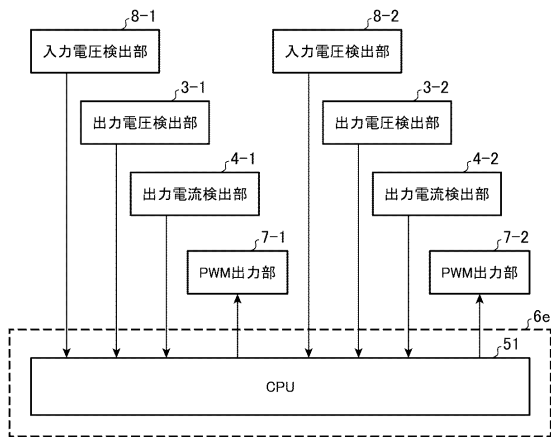 8-1
入力電圧検出部
8-2
入力電圧検出部
3-1
出力電圧検出部
3-2
出力電圧検出部
4-1
出力電流検出部
4-2
出力電流検出部
7-1
PWM出力部
7-2
PWM出力部
6e
51
CPU